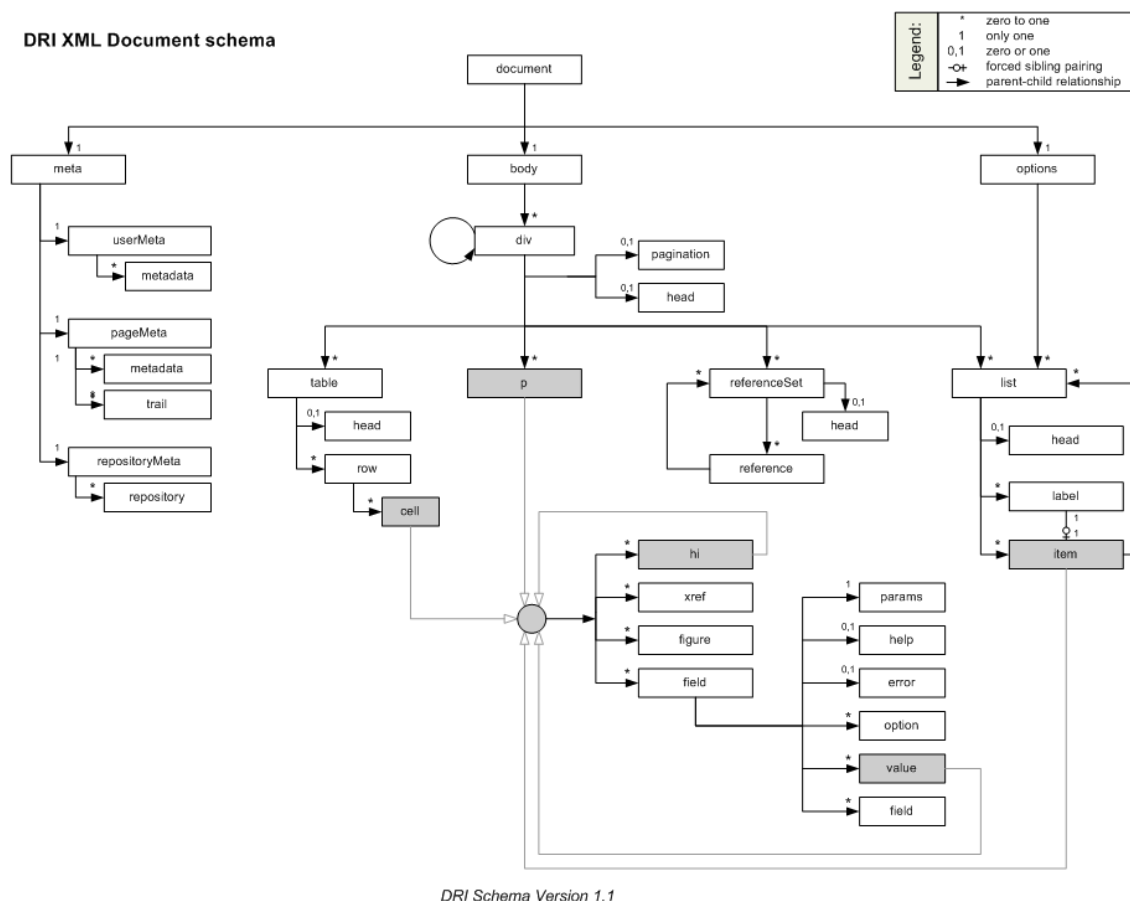 DRI XML Document schema
Legend:
* zero to one
1 only one
0,1 zero or one
forced sibling pairing
parent-child relationship
document
1
1
1
meta
body
options
1
userMeta
*
div
*
metadata
0,1
pagination
0,1
head
1
pageMeta
1
*
metadata
*
trail
*
table
*
p
*
referenceSet
*
*
*
list
*
0,1
head
0,1
head
0,1
head
*
row
*
reference
1
repositoryMeta
*
repository
*
cell
*
label
1
1
*
item
*
hi
*
xref
*
figure
*
field
1
params
0,1
help
0,1
error
*
option
*
value
*
field
DRI Schema Version 1.1